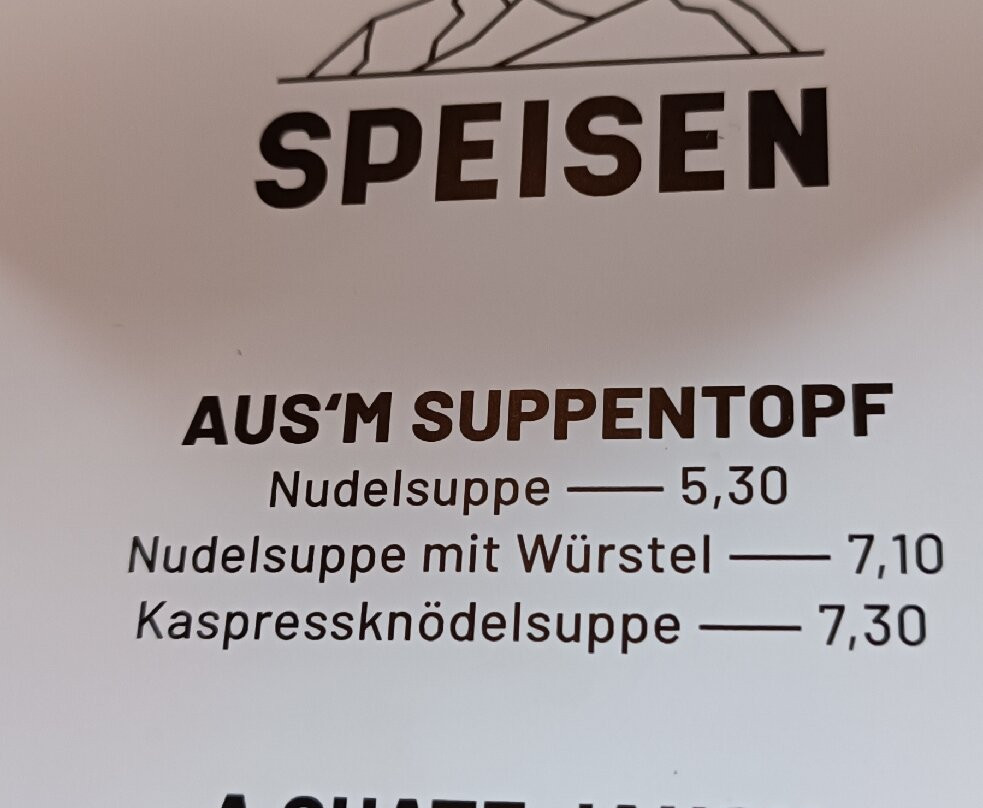 SPEISEN
AUS‘M SUPPENTOPF
Nudelsuppe —— 5,30
Nudelsuppe mit Würstel —— 7,10
Kaspressknödelsuppe —— 7,30